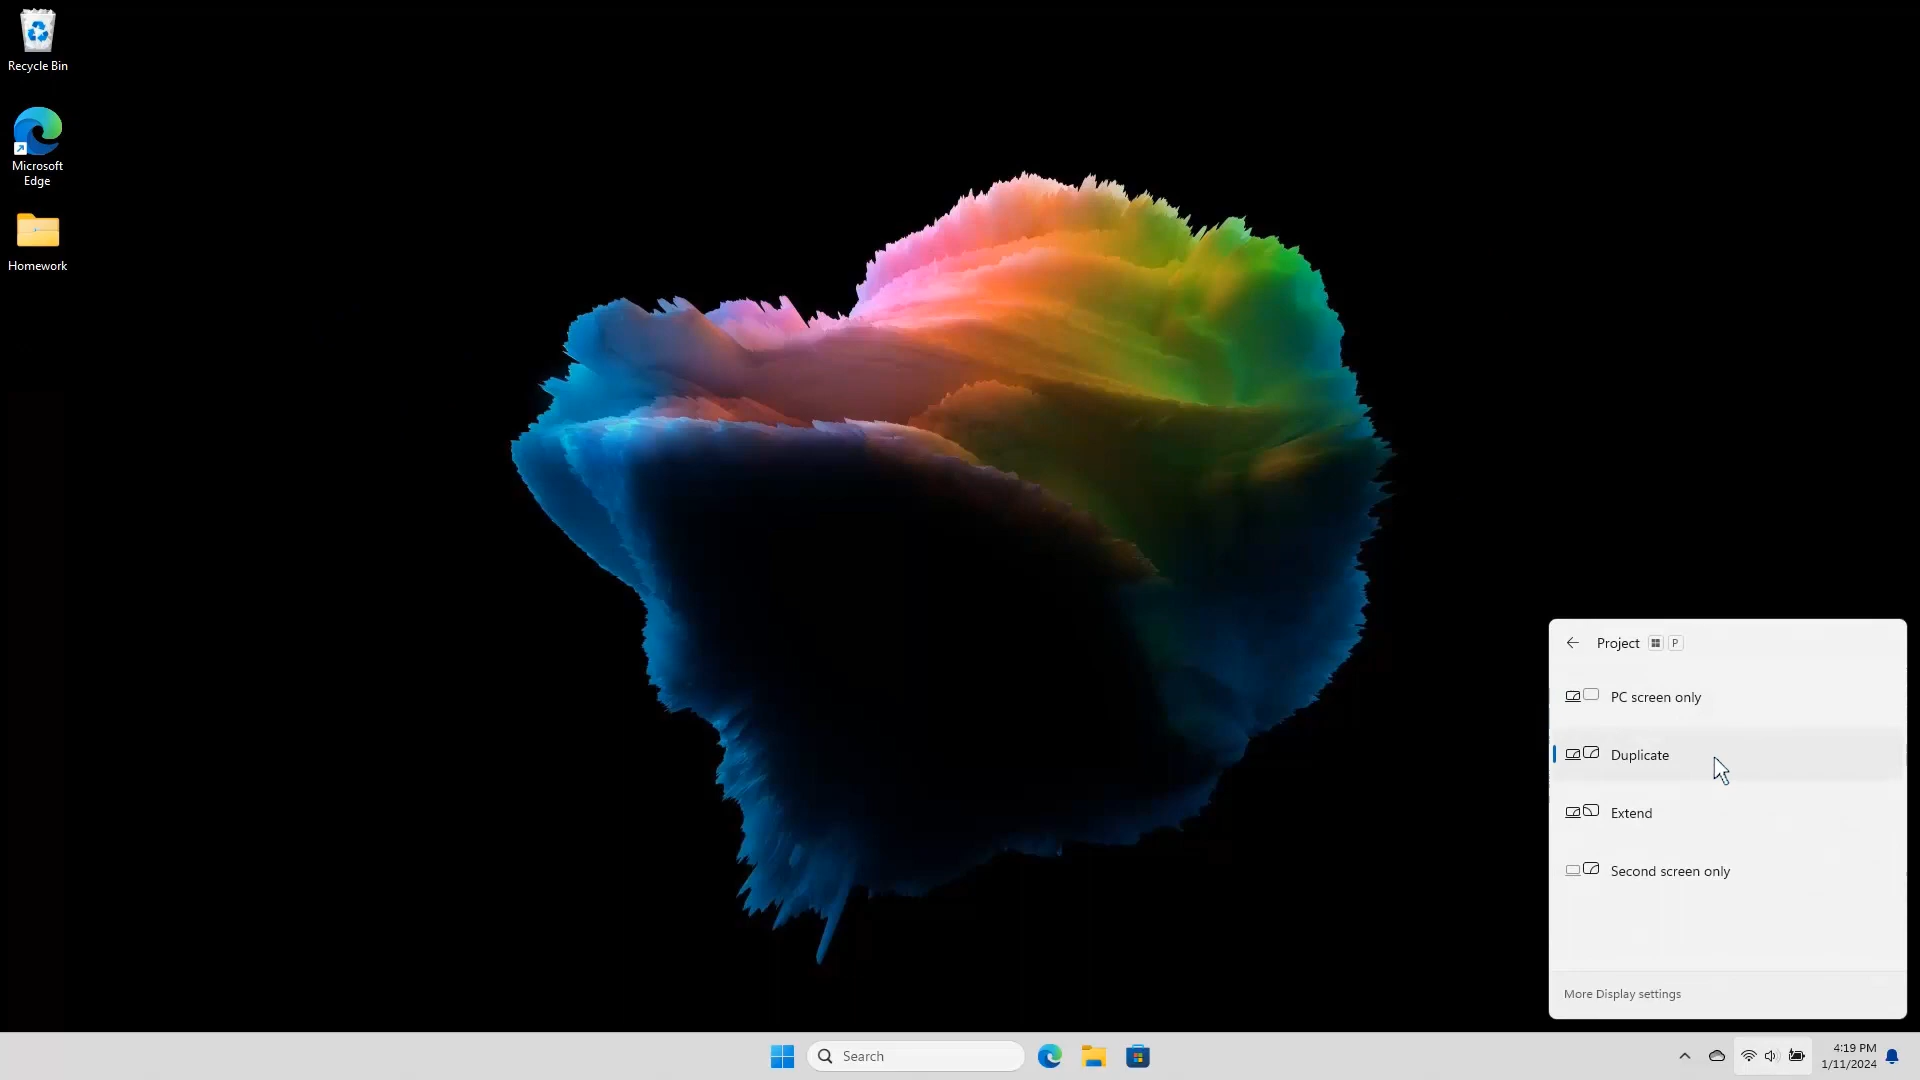 Recycle Bin
Microsoft
Edge
Homework
Project P
PC screen only
Duplicate
Extend
Second screen only
More Display settings
Search
4:19 PM
1/11/2024